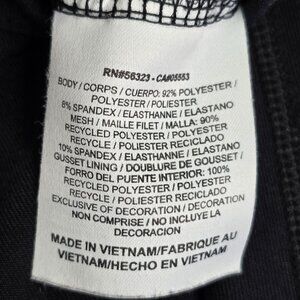 RN#56323 - CA#05553
BODY / CORPS / CUERPO: 92% POLYESTER /
POLYESTER / POLIESTER
8% SPANDEX / ELASTHANNE / ELASTANO
MESH / MAILLE FILET / MALLA: 90%
RECYCLED POLYESTER / POLYESTER
RECYCLÉ / POLIESTER RECICLADO
10% SPANDEX / ELASTHANNE / ELASTANO
GUSSET LINING / DOUBLURE DE GOUSSET /
FORRO DEL PUENTE INTERIOR: 100%
RECYCLED POLYESTER / POLYESTER
RECYCLÉ / POLIESTER RECICLADO
EXCLUSIVE OF DECORATION / DECORATION
NON COMPRISE / NO INCLUYE LA
DECORACION
MADE IN VIETNAM/FABRIQUE AU
VIETNAM/HECHO EN VIETNAM